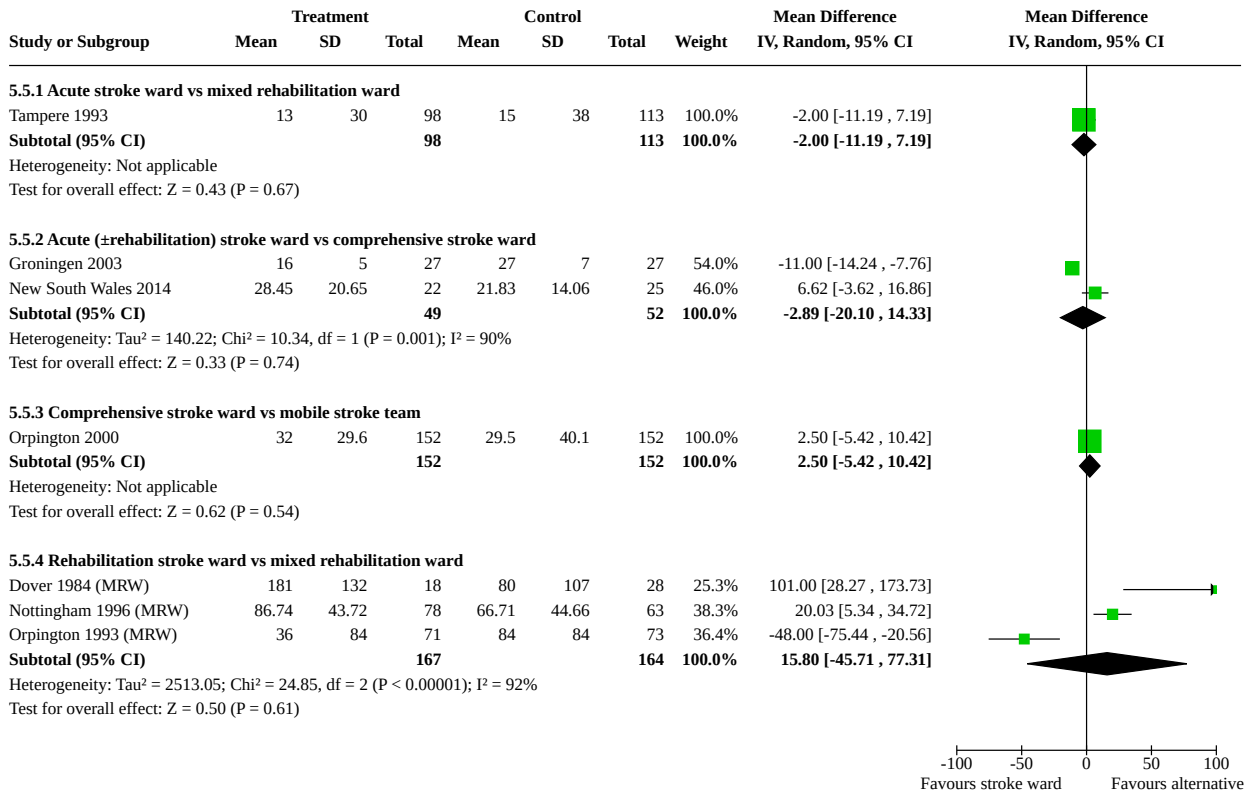 Treatment Control Mean Difference Mean Difference
Study or Subgroup Mean SD Total Mean SD Total Weight IV, Random, 95% CI IV, Random, 95% CI
5.5.1 Acute stroke ward vs mixed rehabilitation ward
Tampere 1993 13 30 98 15 38 113 100.0% -2.00 [-11.19 , 7.19]
Subtotal (95% CI) 98 113 100.0% -2.00 [-11.19 , 7.19]
Heterogeneity: Not applicable
Test for overall effect: Z = 0.43 (P = 0.67)
5.5.2 Acute (±rehabilitation) stroke ward vs comprehensive stroke ward
Groningen 2003 16 5 27 27 7 27 54.0% -11.00 [-14.24 , -7.76]
New South Wales 2014 28.45 20.65 22 21.83 14.06 25 46.0% 6.62 [-3.62 , 16.86]
Subtotal (95% CI) 49 52 100.0% -2.89 [-20.10 , 14.33]
Heterogeneity: Tau² = 140.22; Chi² = 10.34, df = 1 (P = 0.001); I² = 90%
Test for overall effect: Z = 0.33 (P = 0.74)
5.5.3 Comprehensive stroke ward vs mobile stroke team
Orpington 2000 32 29.6 152 29.5 40.1 152 100.0% 2.50 [-5.42 , 10.42]
Subtotal (95% CI) 152 152 100.0% 2.50 [-5.42 , 10.42]
Heterogeneity: Not applicable
Test for overall effect: Z = 0.62 (P = 0.54)
5.5.4 Rehabilitation stroke ward vs mixed rehabilitation ward
Dover 1984 (MRW) 181 132 18 80 107 28 25.3% 101.00 [28.27 , 173.73]
Nottingham 1996 (MRW) 86.74 43.72 78 66.71 44.66 63 38.3% 20.03 [5.34 , 34.72]
Orpington 1993 (MRW) 36 84 71 84 84 73 36.4% -48.00 [-75.44 , -20.56]
Subtotal (95% CI) 167 164 100.0% 15.80 [-45.71 , 77.31]
Heterogeneity: Tau² = 2513.05; Chi² = 24.85, df = 2 (P < 0.00001); I² = 92%
Test for overall effect: Z = 0.50 (P = 0.61)
-100 -50 0 50 100
Favours stroke ward Favours alternative